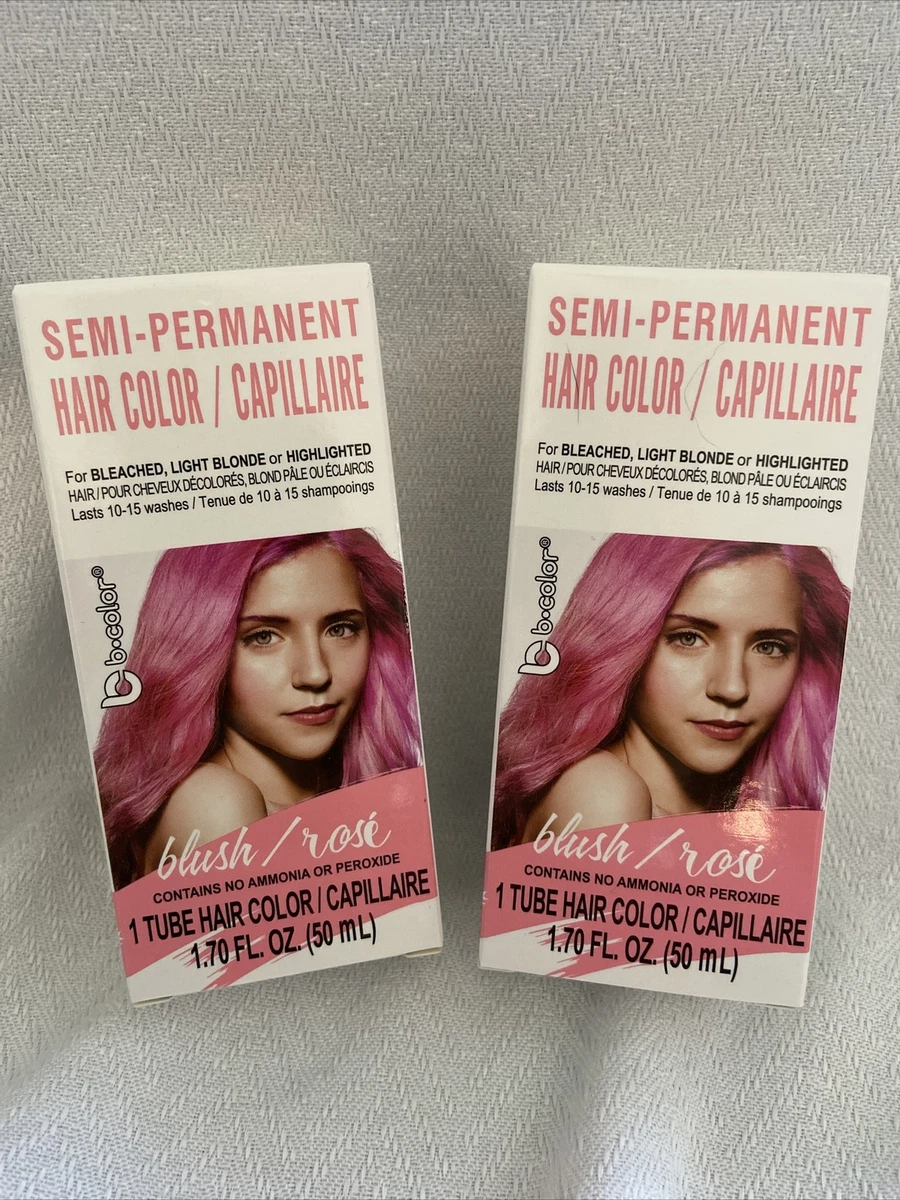 SEMI-PERMANENT
HAIR COLOR / CAPILLAIRE
For BLEACHED, LIGHT BLONDE or HIGHLIGHTED
HAIR / POUR CHEVEUX DÉCOLORÉS, BLOND PÂLE OU ÉCLAIRCIS
Lasts 10-15 washes / Tenue de 10 à 15 shampooings
b·color®
blush / rosé
CONTAINS NO AMMONIA OR PEROXIDE
1 TUBE HAIR COLOR / CAPILLAIRE
1.70 FL. OZ. (50 mL)
SEMI-PERMANENT
HAIR COLOR / CAPILLAIRE
For BLEACHED, LIGHT BLONDE or HIGHLIGHTED
HAIR / POUR CHEVEUX DÉCOLORÉS, BLOND PÂLE OU ÉCLAIRCIS
Lasts 10-15 washes / Tenue de 10 à 15 shampooings
b·color®
blush / rosé
CONTAINS NO AMMONIA OR PEROXIDE
1 TUBE HAIR COLOR / CAPILLAIRE
1.70 FL. OZ. (50 mL)